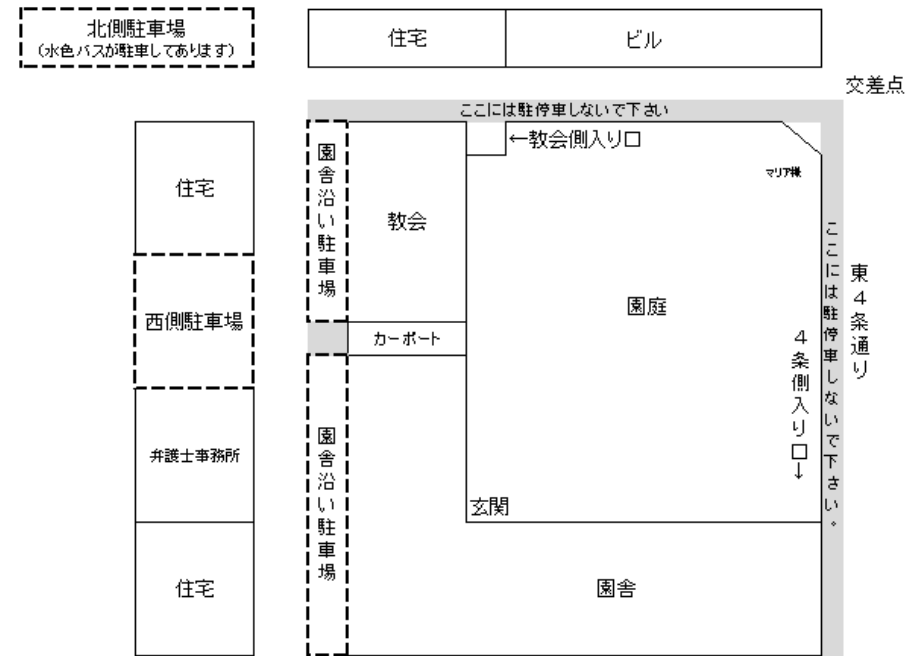 北側駐車場
(水色バスが駐車してあります)
住宅
ビル
交差点
ここには駐停車しないで下さい
←教会側入り口
マリア様
住宅
園舎沿い駐車場
教会
ここには駐停車しないで下さい。
東4条通り
西側駐車場
園庭
カーポート
4条側入り口↓
弁護士事務所
園舎沿い駐車場
玄関
住宅
園舎